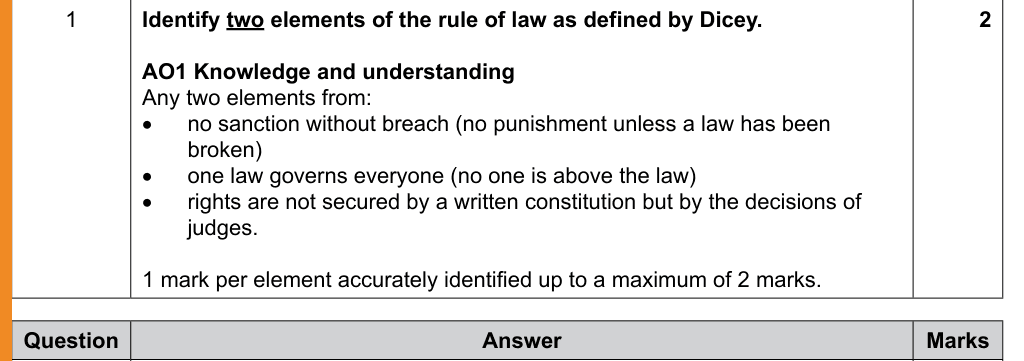 1 Identify two elements of the rule of law as defined by Dicey. 2
AO1 Knowledge and understanding
Any two elements from:
• no sanction without breach (no punishment unless a law has been
broken)
• one law governs everyone (no one is above the law)
• rights are not secured by a written constitution but by the decisions of
judges.
1 mark per element accurately identified up to a maximum of 2 marks.
Question Answer Marks